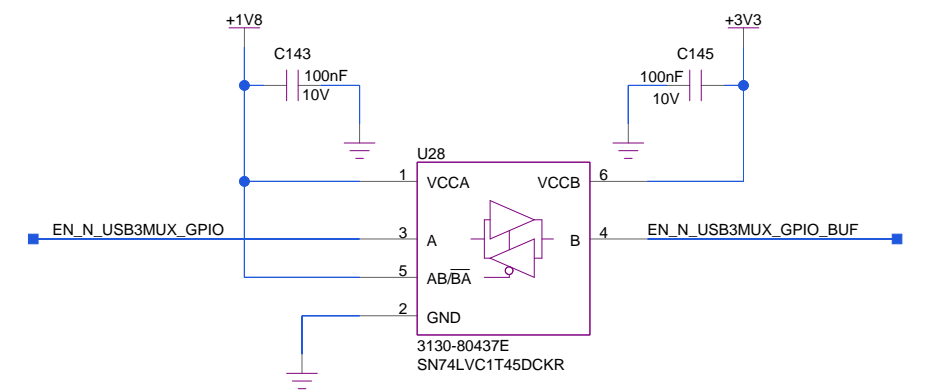 +1V8
+3V3
C143
C145
100nF
10V
100nF
10V
U28
1
VCCA
VCCB
6
EN_N_USB3MUX_GPIO
3
A
B
4
EN_N_USB3MUX_GPIO_BUF
5
AB/BA
2
GND
3130-80437E
SN74LVC1T45DCKR